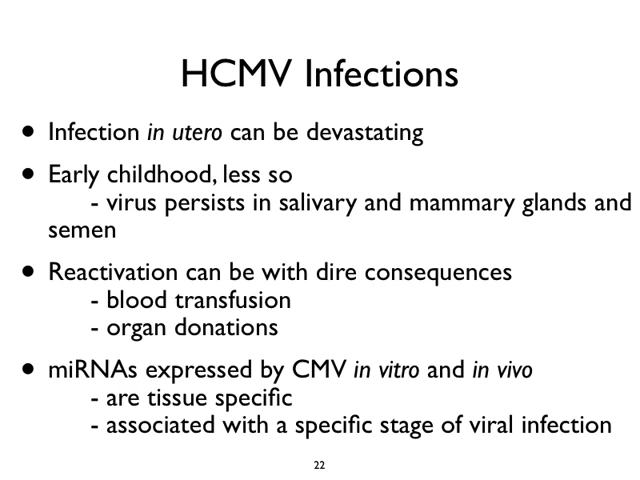 HCMV Infections
• Infection in utero can be devastating
• Early childhood, less so
- virus persists in salivary and mammary glands and
semen
• Reactivation can be with dire consequences
- blood transfusion
- organ donations
• miRNAs expressed by CMV in vitro and in vivo
- are tissue specific
- associated with a specific stage of viral infection
22